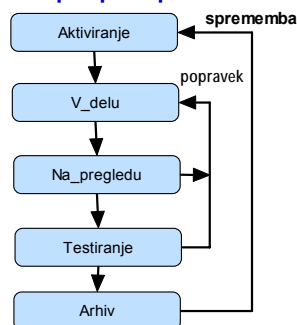 sprememba
Aktiviranje
popravek
V_delu
Na_pregledu
Testiranje
Arhiv